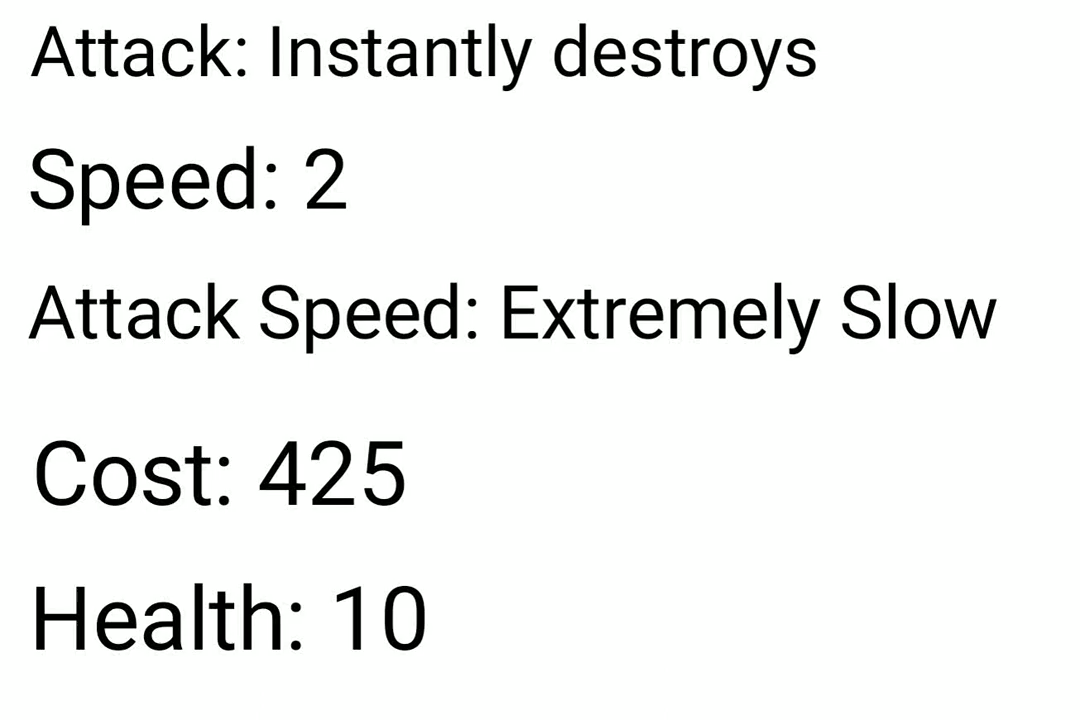 Attack: Instantly destroys
Speed: 2
Attack Speed: Extremely Slow
Cost: 425
Health: 10